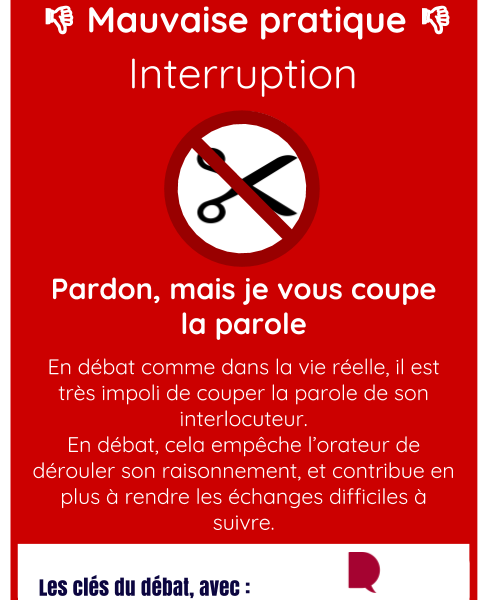 Mauvaise pratique
Interruption
Pardon, mais je vous coupe
la parole
En débat comme dans la vie réelle, il est
très impoli de couper la parole de son
interlocuteur.
En débat, cela empêche l’orateur de
dérouler son raisonnement, et contribue en
plus à rendre les échanges difficiles à
suivre.
Les clés du débat, avec :